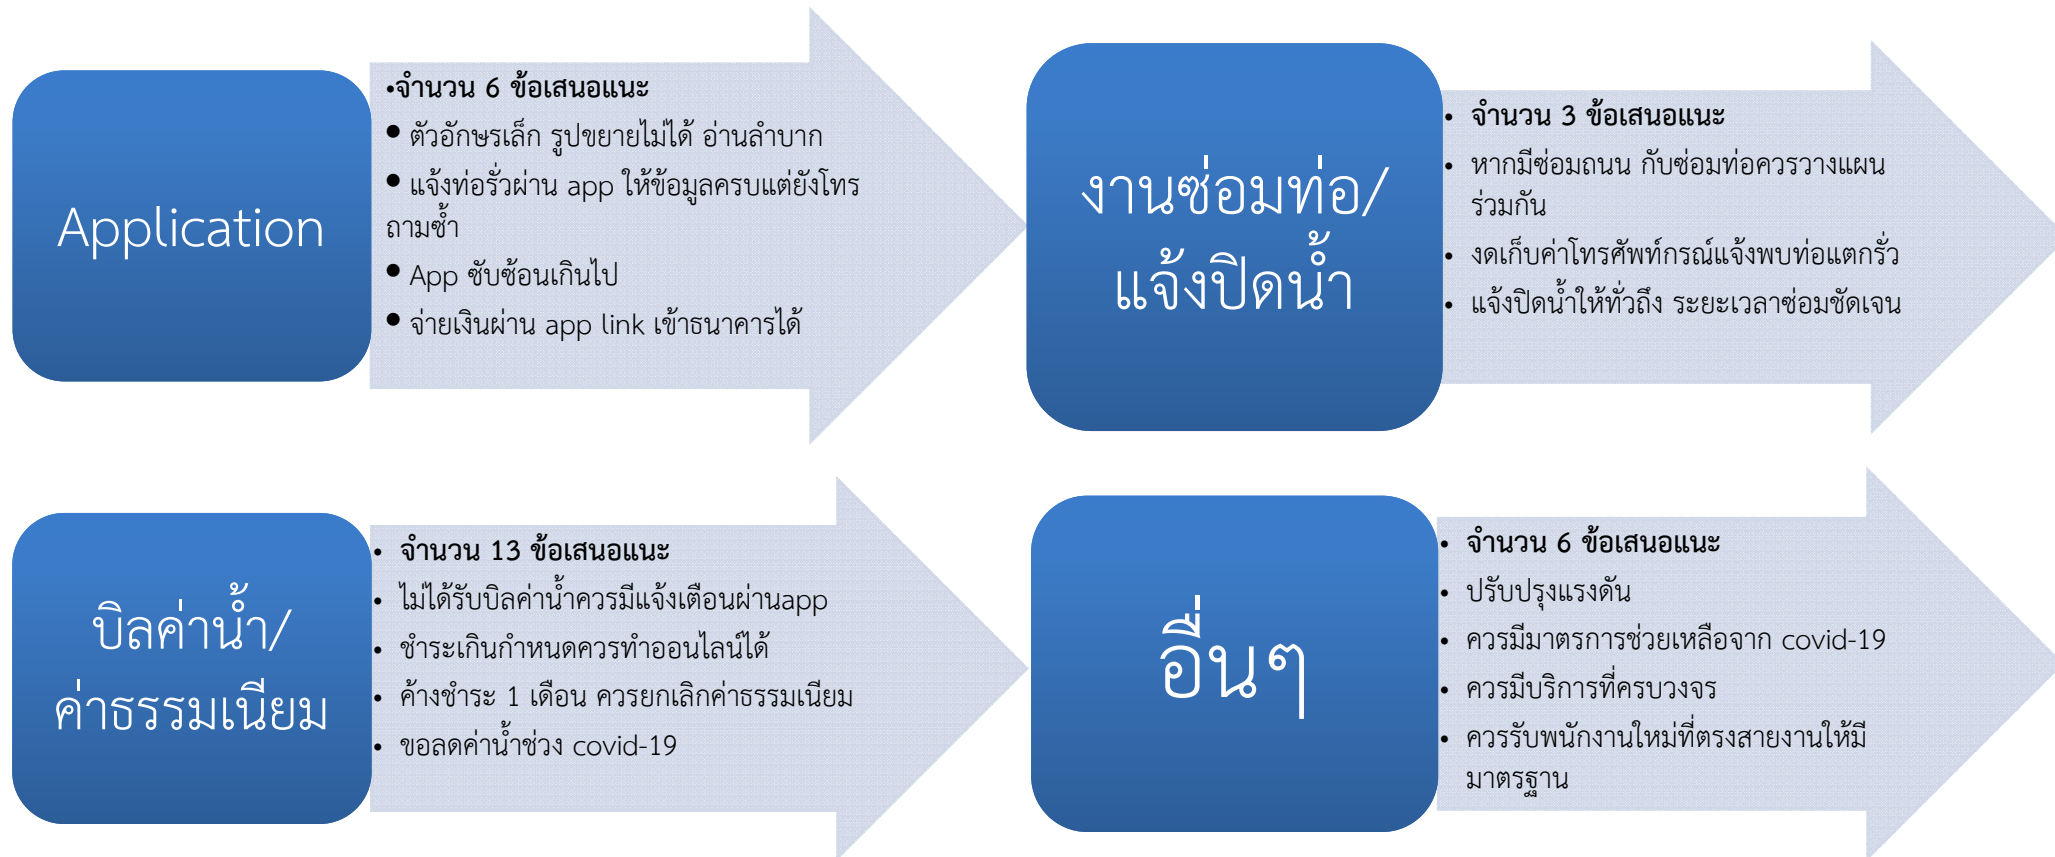 Application
•จำนวน 6 ข้อเสนอแนะ
● ตัวอักษรเล็ก รูปขยายไม่ได้ อ่านลำบาก
● แจ้งท่อรั่วผ่าน app ให้ข้อมูลครบแต่ยังโทร
ถามซ้ำ
● App ซับซ้อนเกินไป
● จ่ายเงินผ่าน app link เข้าธนาคารได้
งานซ่อมท่อ/
แจ้งปิดน้ำ
• จำนวน 3 ข้อเสนอแนะ
• หากมีซ่อมถนน กับซ่อมท่อควรวางแผน
ร่วมกัน
• งดเก็บค่าโทรศัพท์กรณ์แจ้งพบท่อแตกรั่ว
• แจ้งปิดน้ำให้ทั่วถึง ระยะเวลาซ่อมชัดเจน
บิลค่าน้ำ/
ค่าธรรมเนียม
• จำนวน 13 ข้อเสนอแนะ
• ไม่ได้รับบิลค่าน้ำควรมีแจ้งเตือนผ่านapp
• ชำระเกินกำหนดควรทำออนไลน์ได้
• ค้างชำระ 1 เดือน ควรยกเลิกค่าธรรมเนียม
• ขอลดค่าน้ำช่วง covid-19
อื่นๆ
• จำนวน 6 ข้อเสนอแนะ
• ปรับปรุงแรงดัน
• ควรมีมาตรการช่วยเหลือจาก covid-19
• ควรมีบริการที่ครบวงจร
• ควรรับพนักงานใหม่ที่ตรงสายงานให้มี
มาตรฐาน